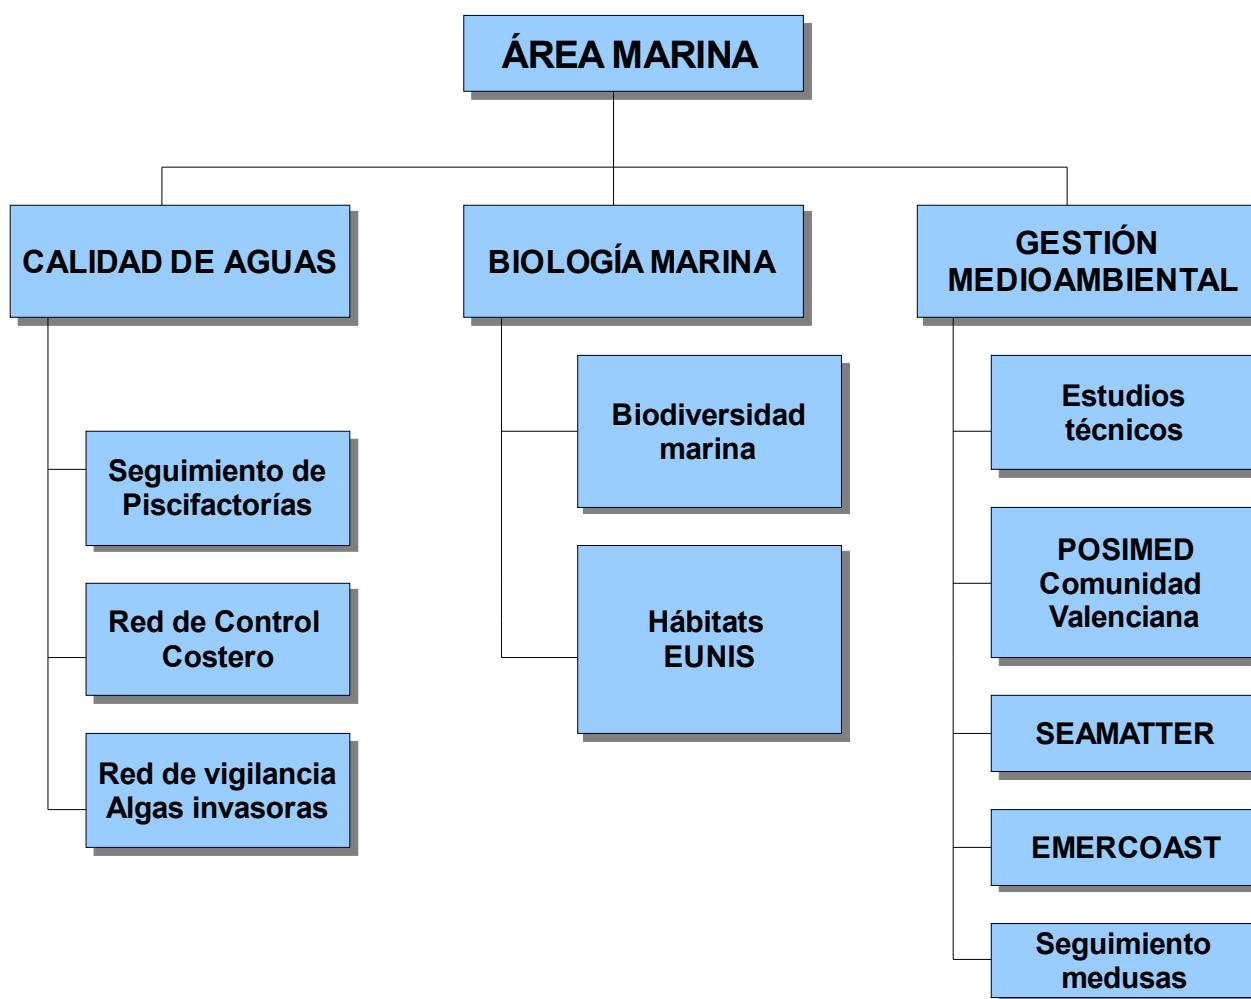 ÁREA MARINA
CALIDAD DE AGUAS
BIOLOGÍA MARINA
GESTIÓN
MEDIOAMBIENTAL
Seguimiento de
Piscifactorías
Red de Control
Costero
Red de vigilancia
Algas invasoras
Biodiversidad
marina
Hábitats
EUNIS
Estudios
técnicos
POSIMED
Comunidad
Valenciana
SEAMATTER
EMERCOAST
Seguimiento
medusas